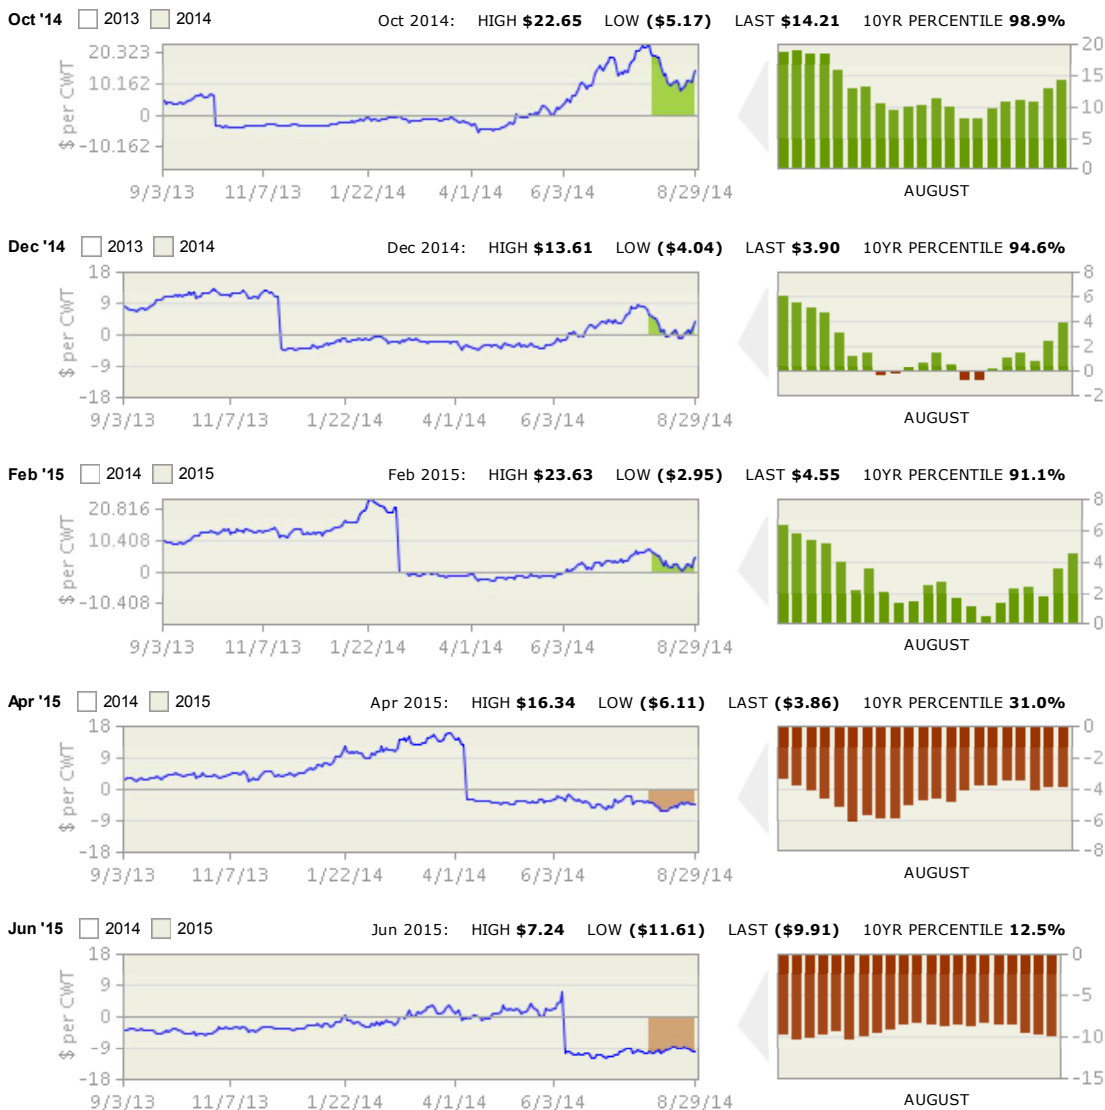 Oct '14 2013 2014 Oct 2014: HIGH $22.65 LOW ($5.17) LAST $14.21 10YR PERCENTILE 98.9%
$ per CWT
20.323
10.162
0
-10.162
9/3/13 11/7/13 1/22/14 4/1/14 6/3/14 8/29/14
20
15
10
5
0
AUGUST
Dec '14 2013 2014 Dec 2014: HIGH $13.61 LOW ($4.04) LAST $3.90 10YR PERCENTILE 94.6%
$ per CWT
18
9
0
-9
-18
9/3/13 11/7/13 1/22/14 4/1/14 6/3/14 8/29/14
8
6
4
2
0
-2
AUGUST
Feb '15 2014 2015 Feb 2015: HIGH $23.63 LOW ($2.95) LAST $4.55 10YR PERCENTILE 91.1%
$ per CWT
20.816
10.408
0
-10.408
9/3/13 11/7/13 1/22/14 4/1/14 6/3/14 8/29/14
8
6
4
2
0
AUGUST
Apr '15 2014 2015 Apr 2015: HIGH $16.34 LOW ($6.11) LAST ($3.86) 10YR PERCENTILE 31.0%
$ per CWT
18
9
0
-9
-18
9/3/13 11/7/13 1/22/14 4/1/14 6/3/14 8/29/14
0
-2
-4
-6
-8
AUGUST
Jun '15 2014 2015 Jun 2015: HIGH $7.24 LOW ($11.61) LAST ($9.91) 10YR PERCENTILE 12.5%
$ per CWT
18
9
0
-9
-18
9/3/13 11/7/13 1/22/14 4/1/14 6/3/14 8/29/14
0
-5
-10
-15
AUGUST